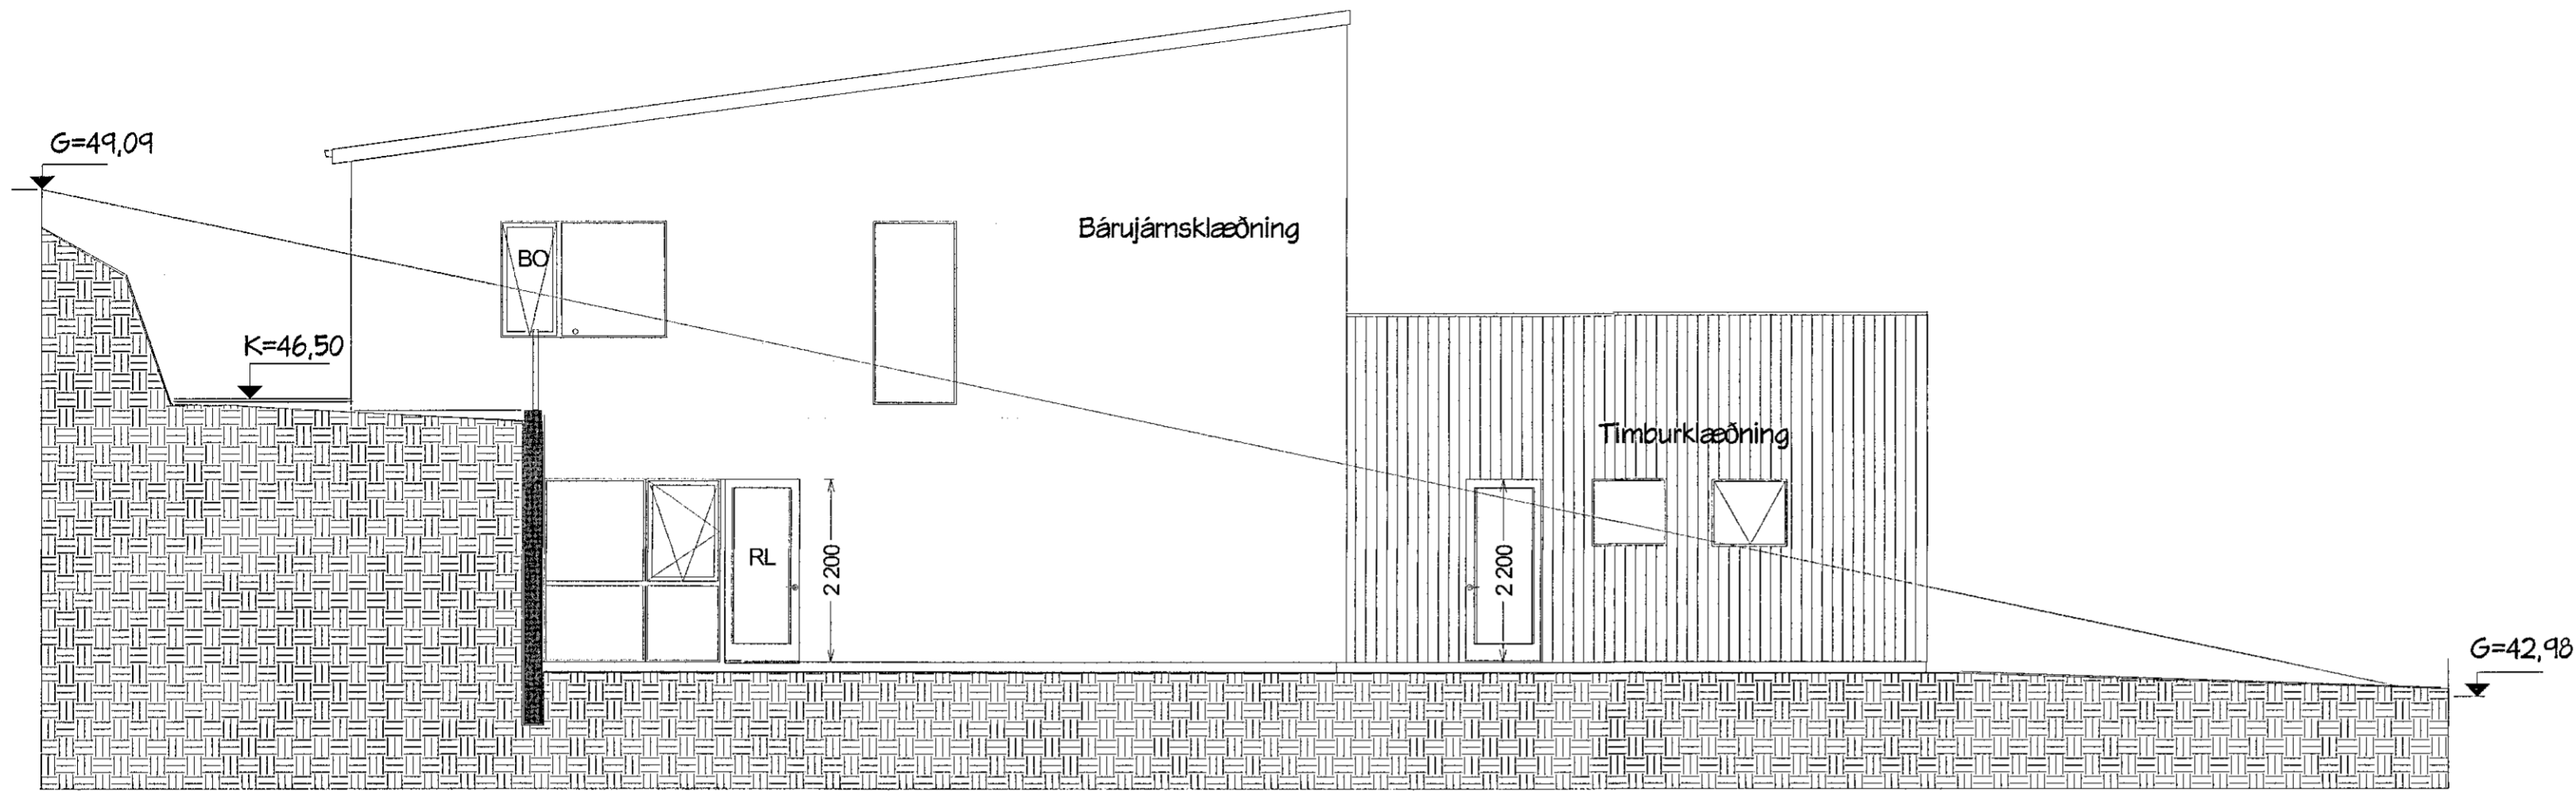 G=49,09
Bárujárnsklæðning
BO
K=46,50
Timburklæðning
RL
2 200
2 200
G=42,98